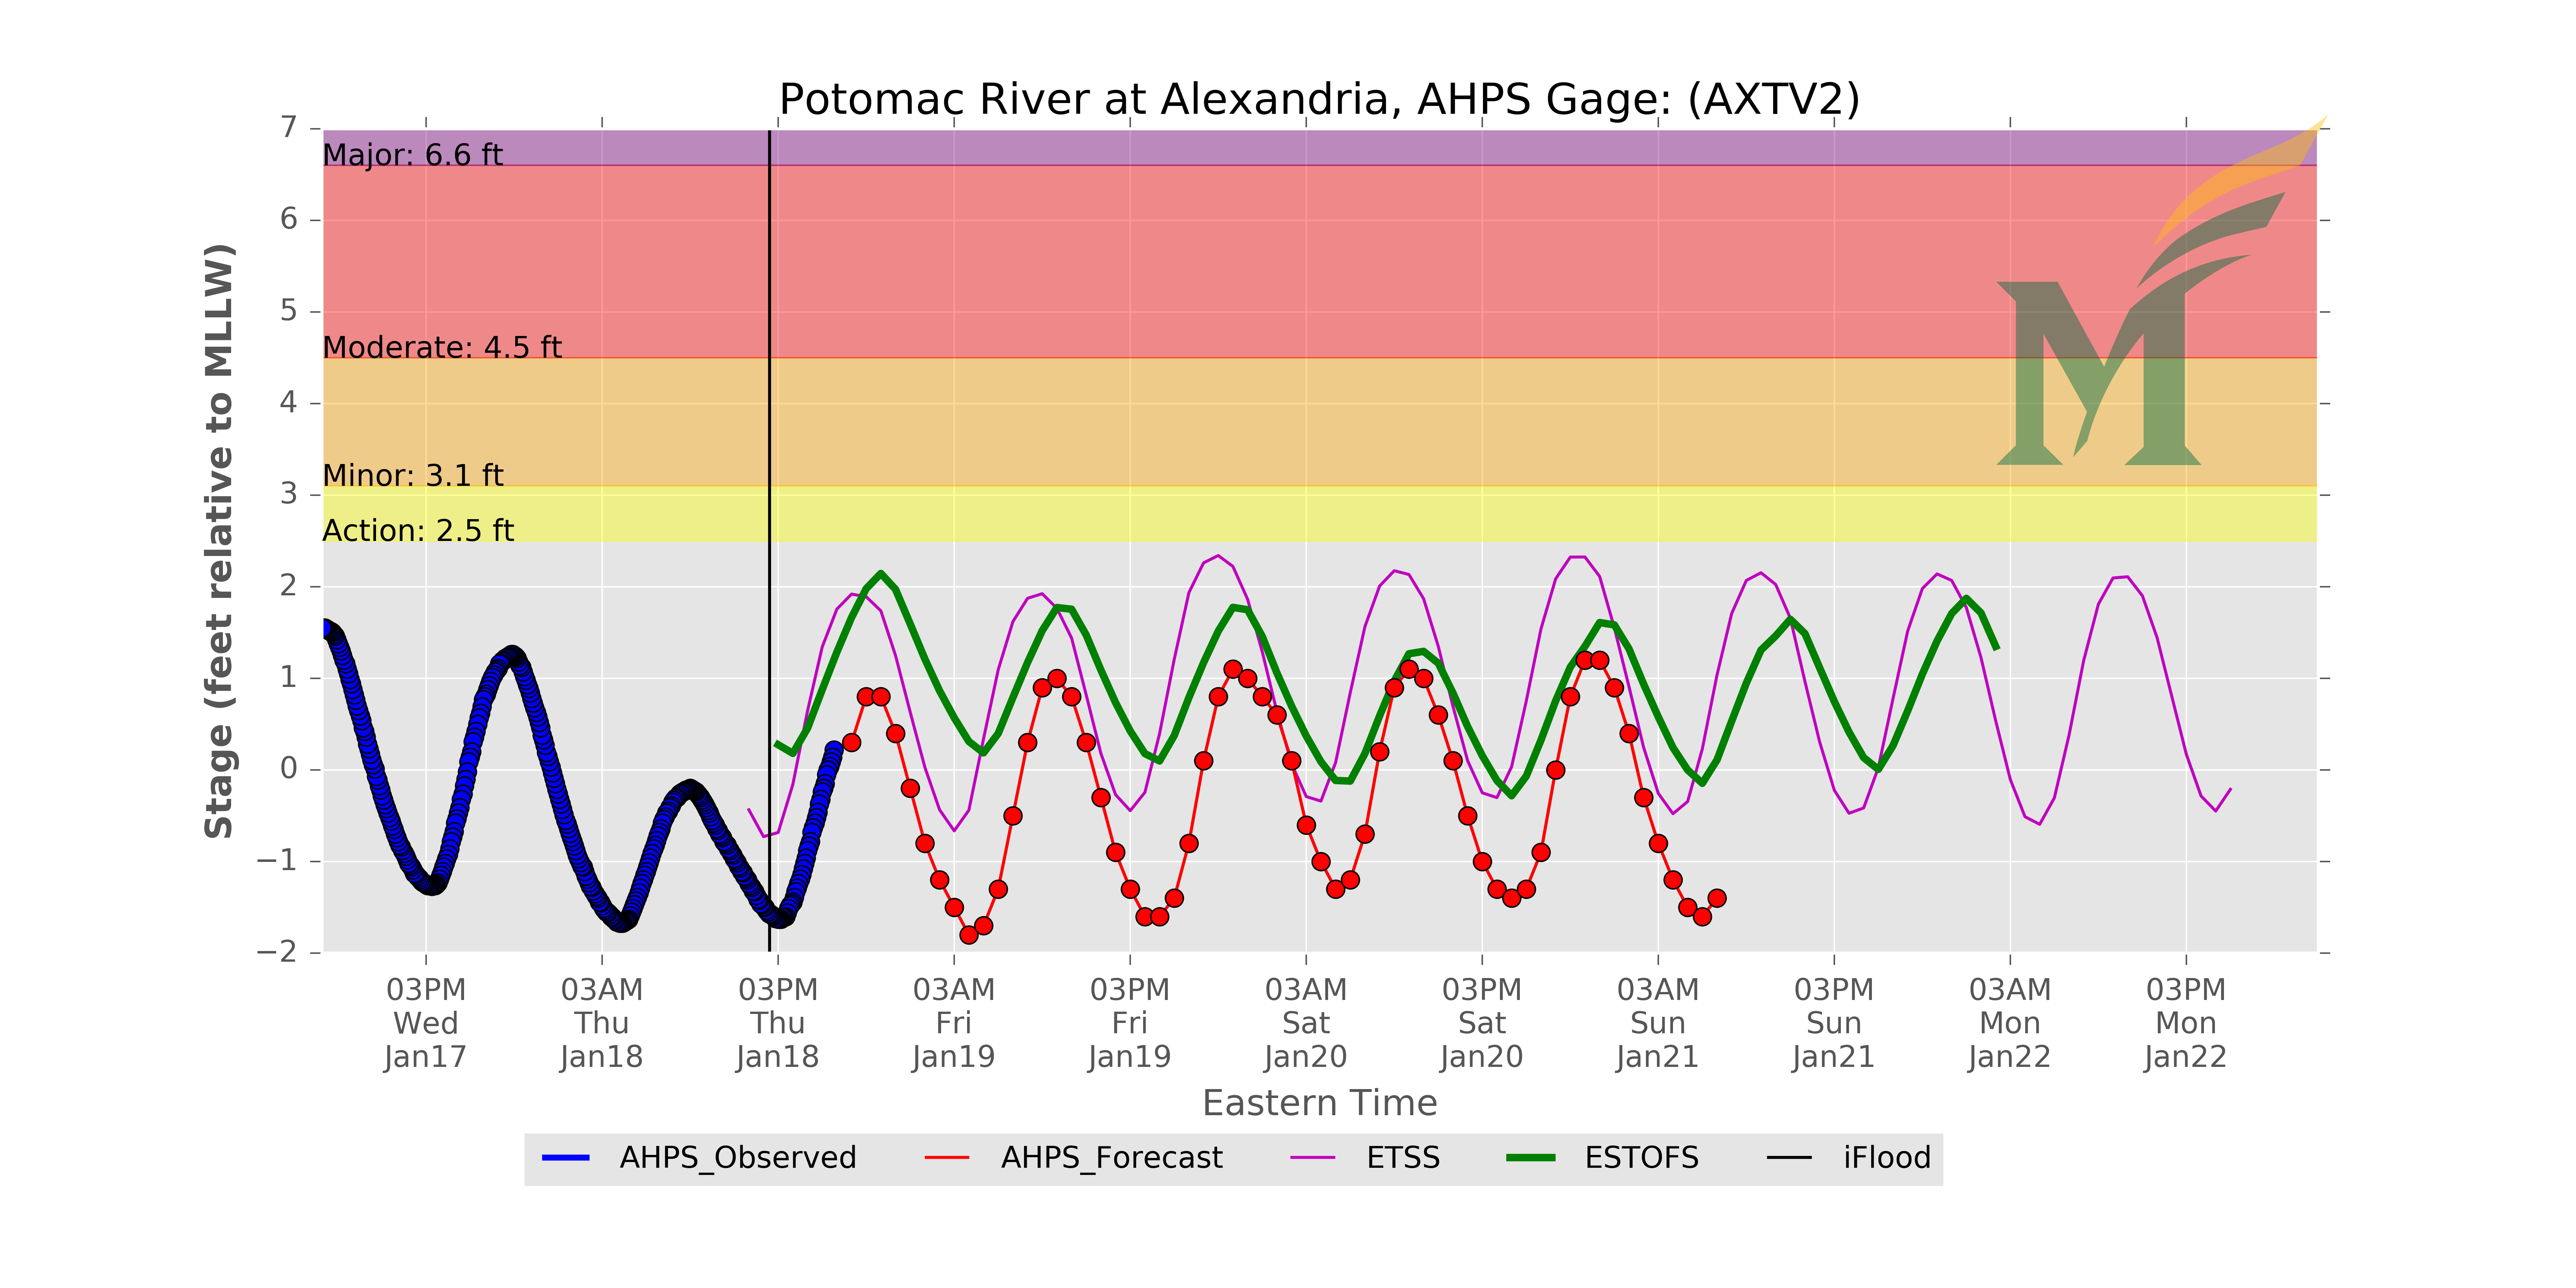 Potomac River at Alexandria, AHPS Gage: (AXTV2)
7
Major: 6.6 ft
6
5
Moderate: 4.5 ft
4
Minor: 3.1 ft
3
Action: 2.5 ft
2
1
0
−1
−2
Stage (feet relative to MLLW)
03PM
Wed
Jan17
03AM
Thu
Jan18
03PM
Thu
Jan18
03AM
Fri
Jan19
03PM
Fri
Jan19
03AM
Sat
Jan20
03PM
Sat
Jan20
03AM
Sun
Jan21
03PM
Sun
Jan21
03AM
Mon
Jan22
03PM
Mon
Jan22
Eastern Time
AHPS_Observed
AHPS_Forecast
ETSS
ESTOFS
iFlood
M